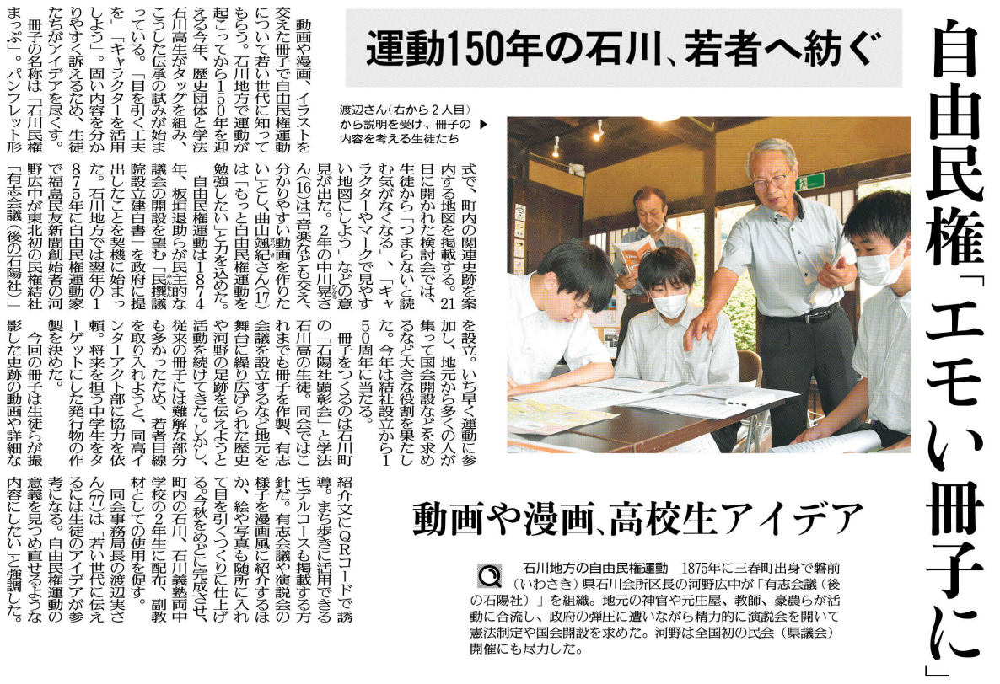 自由民権「エモい冊子に」
運動150年の石川、若者へ紡ぐ
渡辺さん(右から2人目)
から説明を受け、冊子の▶
内容を考える生徒たち
動画や漫画、高校生アイデア
動画や漫画、イラストを
交えた冊子で自由民権運動
について若い世代に知って
もらう。石川地方で運動が
起こってから１５０年を迎
える今年、歴史団体と学法
石川高生がタッグを組み、
こうした伝承の試みが始ま
っている。「目を引く工夫
を」「キャラクターを活用
しよう」。固い内容を分か
りやすく訴えるため、生徒
たちがアイデアを尽くす。
冊子の名称は「石川民権
まっぷ」。パンフレット形
式で、町内の関連史跡を案
内する地図を掲載する。21
日に開かれた検討会では、
生徒から「つまらないと読
む気がなくなる」、「キャ
ラクターやマークで見やす
い地図にしよう」などの意
見が出た。２年の中川晃さ
ん(16)は「音楽なども交え、
分かりやすい動画を作りた
い」とし、曲山颯紀さん(17)
は「もっと自由民権運動を
勉強したい」と力を込めた。
自由民権運動は１８７４
年、板垣退助らが民主的な
議会の開設を望む「民撰議
院設立建白書」を政府に提
出したことを契機に始まっ
た。石川地方では翌年の１
８７５年に自由民権運動家
で福島民友新聞創始者の河
野広中が東北初の民権結社
「有志会議（後の石陽社）」
を設立。いち早く運動に参
加し、地元から多くの人が
集って国会開設などを求め
るなど大きな役割を果たし
た。今年は結社設立から１
５０周年に当たる。
冊子をつくるのは石川町
の「石陽社顕彰会」と学法
石川高の生徒。同会ではこ
れまでも冊子を作製、有志
会議を設立するなど地元を
舞台に繰り広げられた歴史
や河野の足跡を伝えようと
活動を続けてきた。しかし、
従来の冊子には難解な部分
も多かったため、若者目線
を取り入れようと、同高イ
ンターアクト部に協力を依
頼。将来を担う中学生をタ
ーゲットにした発行物の作
製を決めた。
今回の冊子は生徒らが撮
影した史跡の動画や詳細な
紹介文にＱＲコードで誘
導。まち歩きに活用できる
モデルコースも掲載する方
針だ。有志会議や演説会の
様子を漫画風に紹介するほ
か、絵や写真も随所に入れ
て目を引くつくりに仕上げ
る。今秋をめどに完成させ、
町内の石川、石川義塾両中
学校の２年生に配布、副教
材としての使用を促す。
同会事務局長の渡辺実さ
ん(77)は「若い世代に伝え
るには生徒のアイデアが参
考になる。自由民権運動の
意義を見つめ直せるような
内容にしたい」と強調した。
石川地方の自由民権運動　1875年に三春町出身で磐前
（いわさき）県石川会所区長の河野広中が「有志会議（後
の石陽社）」を組織。地元の神官や元庄屋、教師、豪農らが活
動に合流し、政府の弾圧に遭いながら精力的に演説会を開いて
憲法制定や国会開設を求めた。河野は全国初の民会（県議会）
開催にも尽力した。